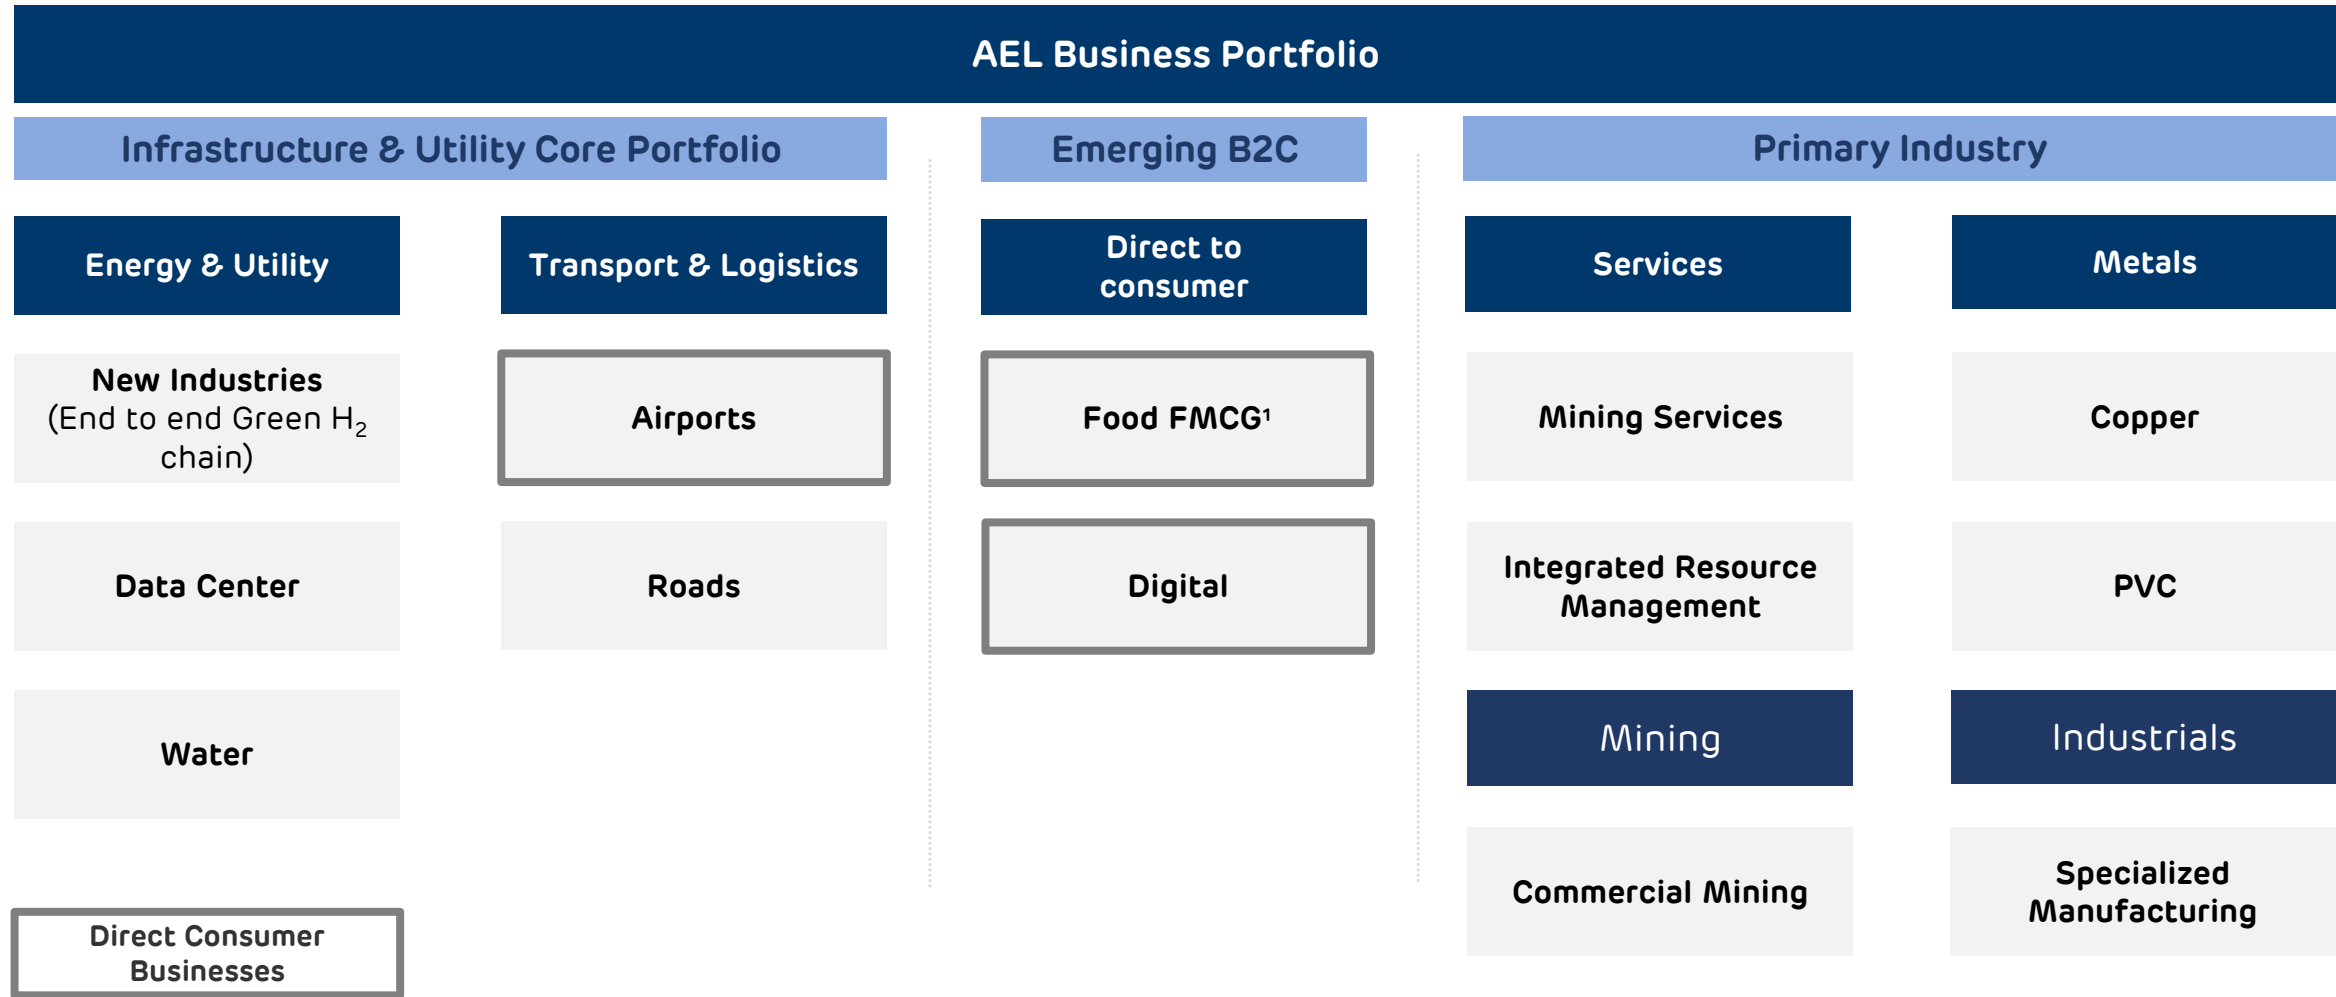 AEL Business Portfolio
Infrastructure & Utility Core Portfolio
Emerging B2C
Primary Industry
Energy & Utility
Transport & Logistics
Direct to
consumer
Services
Metals
New Industries
(End to end Green H₂
chain)
Airports
Food FMCG¹
Mining Services
Copper
Data Center
Roads
Digital
Integrated Resource
Management
PVC
Water
Mining
Industrials
Commercial Mining
Specialized
Manufacturing
Direct Consumer
Businesses